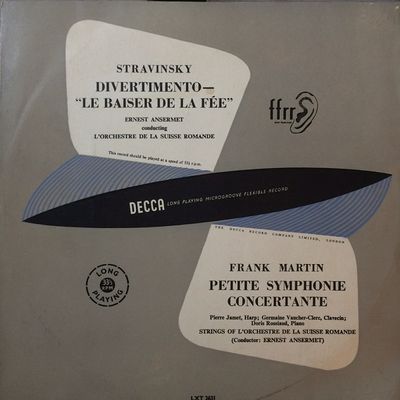 STRAVINSKY
DIVERTIMENTO—
"LE BAISER DE LA FÉE"
ERNEST ANSERMET
conducting
L'ORCHESTRE DE LA SUISSE ROMANDE
This record should be played at a speed of 33⅓ r.p.m.
ffrr
DECCA LONG PLAYING MICROGROOVE FLEXIBLE RECORD
THE DECCA RECORD COMPANY LIMITED, LONDON
LONG
33⅓
RPM
PLAYING
FRANK MARTIN
PETITE SYMPHONIE
CONCERTANTE
Pierre Jamet, Harp; Germaine Vaucher-Clerc, Clavecin;
Doris Rossiaud, Piano
STRINGS OF L'ORCHESTRE DE LA SUISSE ROMANDE
(Conductor: ERNEST ANSERMET)
LXT 2631